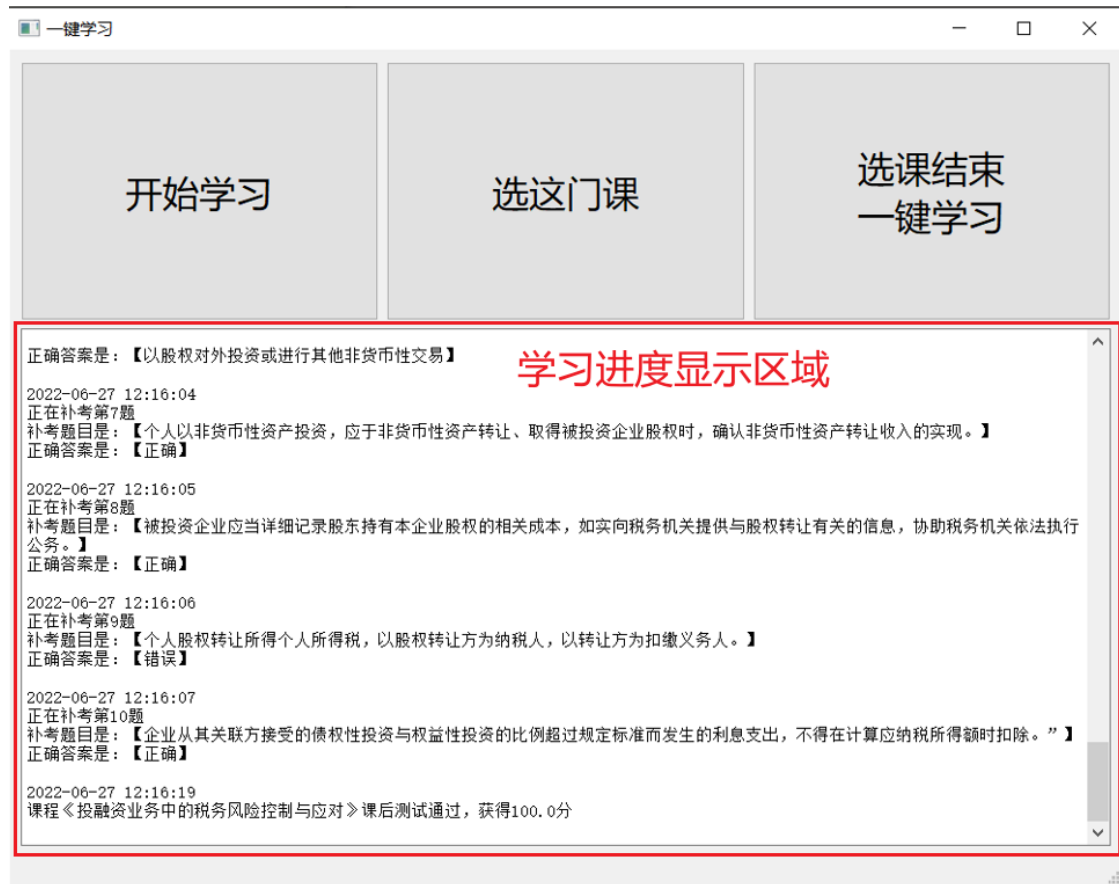 一键学习
开始学习
选这门课
选课结束
一键学习
学习进度显示区域
正确答案是：【以股权对外投资或进行其他非货币性交易】
2022-06-27 12:16:04
正在补考第7题
补考题目是：【个人以非货币性资产投资，应于非货币性资产转让、取得被投资企业股权时，确认非货币性资产转让收入的实现。】
正确答案是：【正确】
2022-06-27 12:16:05
正在补考第8题
补考题目是：【被投资企业应当详细记录股东持有本企业股权的相关成本，如实向税务机关提供与股权转让有关的信息，协助税务机关依法执行
公务。】
正确答案是：【正确】
2022-06-27 12:16:06
正在补考第9题
补考题目是：【个人股权转让所得个人所得税，以股权转让方为纳税人，以转让方为扣缴义务人。】
正确答案是：【错误】
2022-06-27 12:16:07
正在补考第10题
补考题目是：【企业从其关联方接受的债权性投资与权益性投资的比例超过规定标准而发生的利息支出，不得在计算应纳税所得额时扣除。”】
正确答案是：【正确】
2022-06-27 12:16:19
课程《投融资业务中的税务风险控制与应对》课后测试通过，获得100.0分